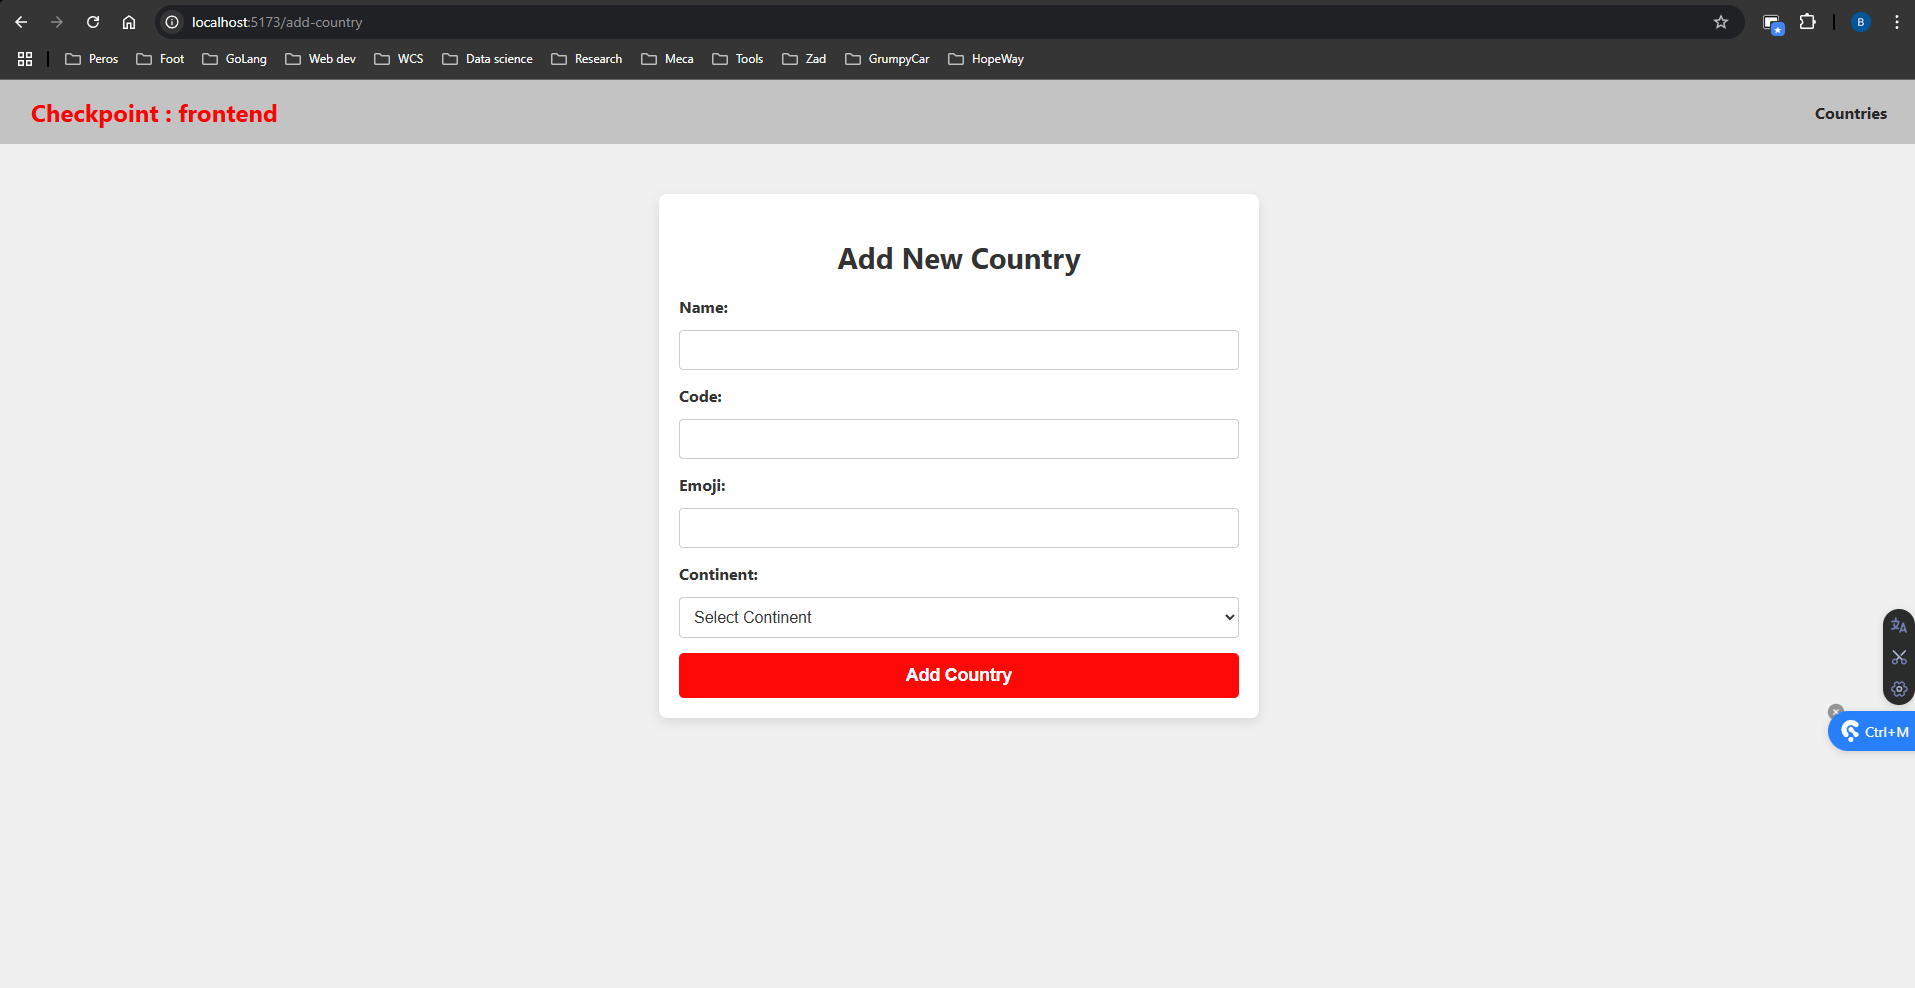 localhost:5173/add-country
B
Peros Foot GoLang Web dev WCS Data science Research Meca Tools Zad GrumpyCar HopeWay
Checkpoint : frontend
Countries
Add New Country
Name:
Code:
Emoji:
Continent:
Select Continent
Add Country
Ctrl+M